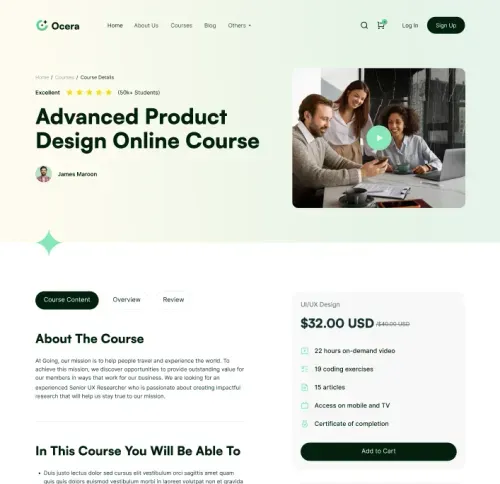 Ocera
Home
About Us
Courses
Blog
Others
Log in
Sign Up
Home / Courses / Course Details
Excellent
(50k+ Students)
Advanced Product
Design Online Course
James Maroon
Course Content
Overview
Review
About The Course
At Going, our mission is to help people travel and experience the world. To
achieve this mission, we discover opportunities to provide outstanding value for
our members in ways that work for our business. We are looking for an
experienced Senior UX Researcher who is passionate about creating impactful
research that will help us stay true to our mission.
In This Course You Will Be Able To
• Duis justo lectus dolor sed cursus elit vestibulum orci sagittis amet quam
quis quis dolors euismod vestibulum morbi in laoreet volutpat non et gravida
UI/UX Design
$32.00 USD
22 hours on-demand video
19 coding exercises
15 articles
Access on mobile and TV
Certificate of completion
Add to Cart